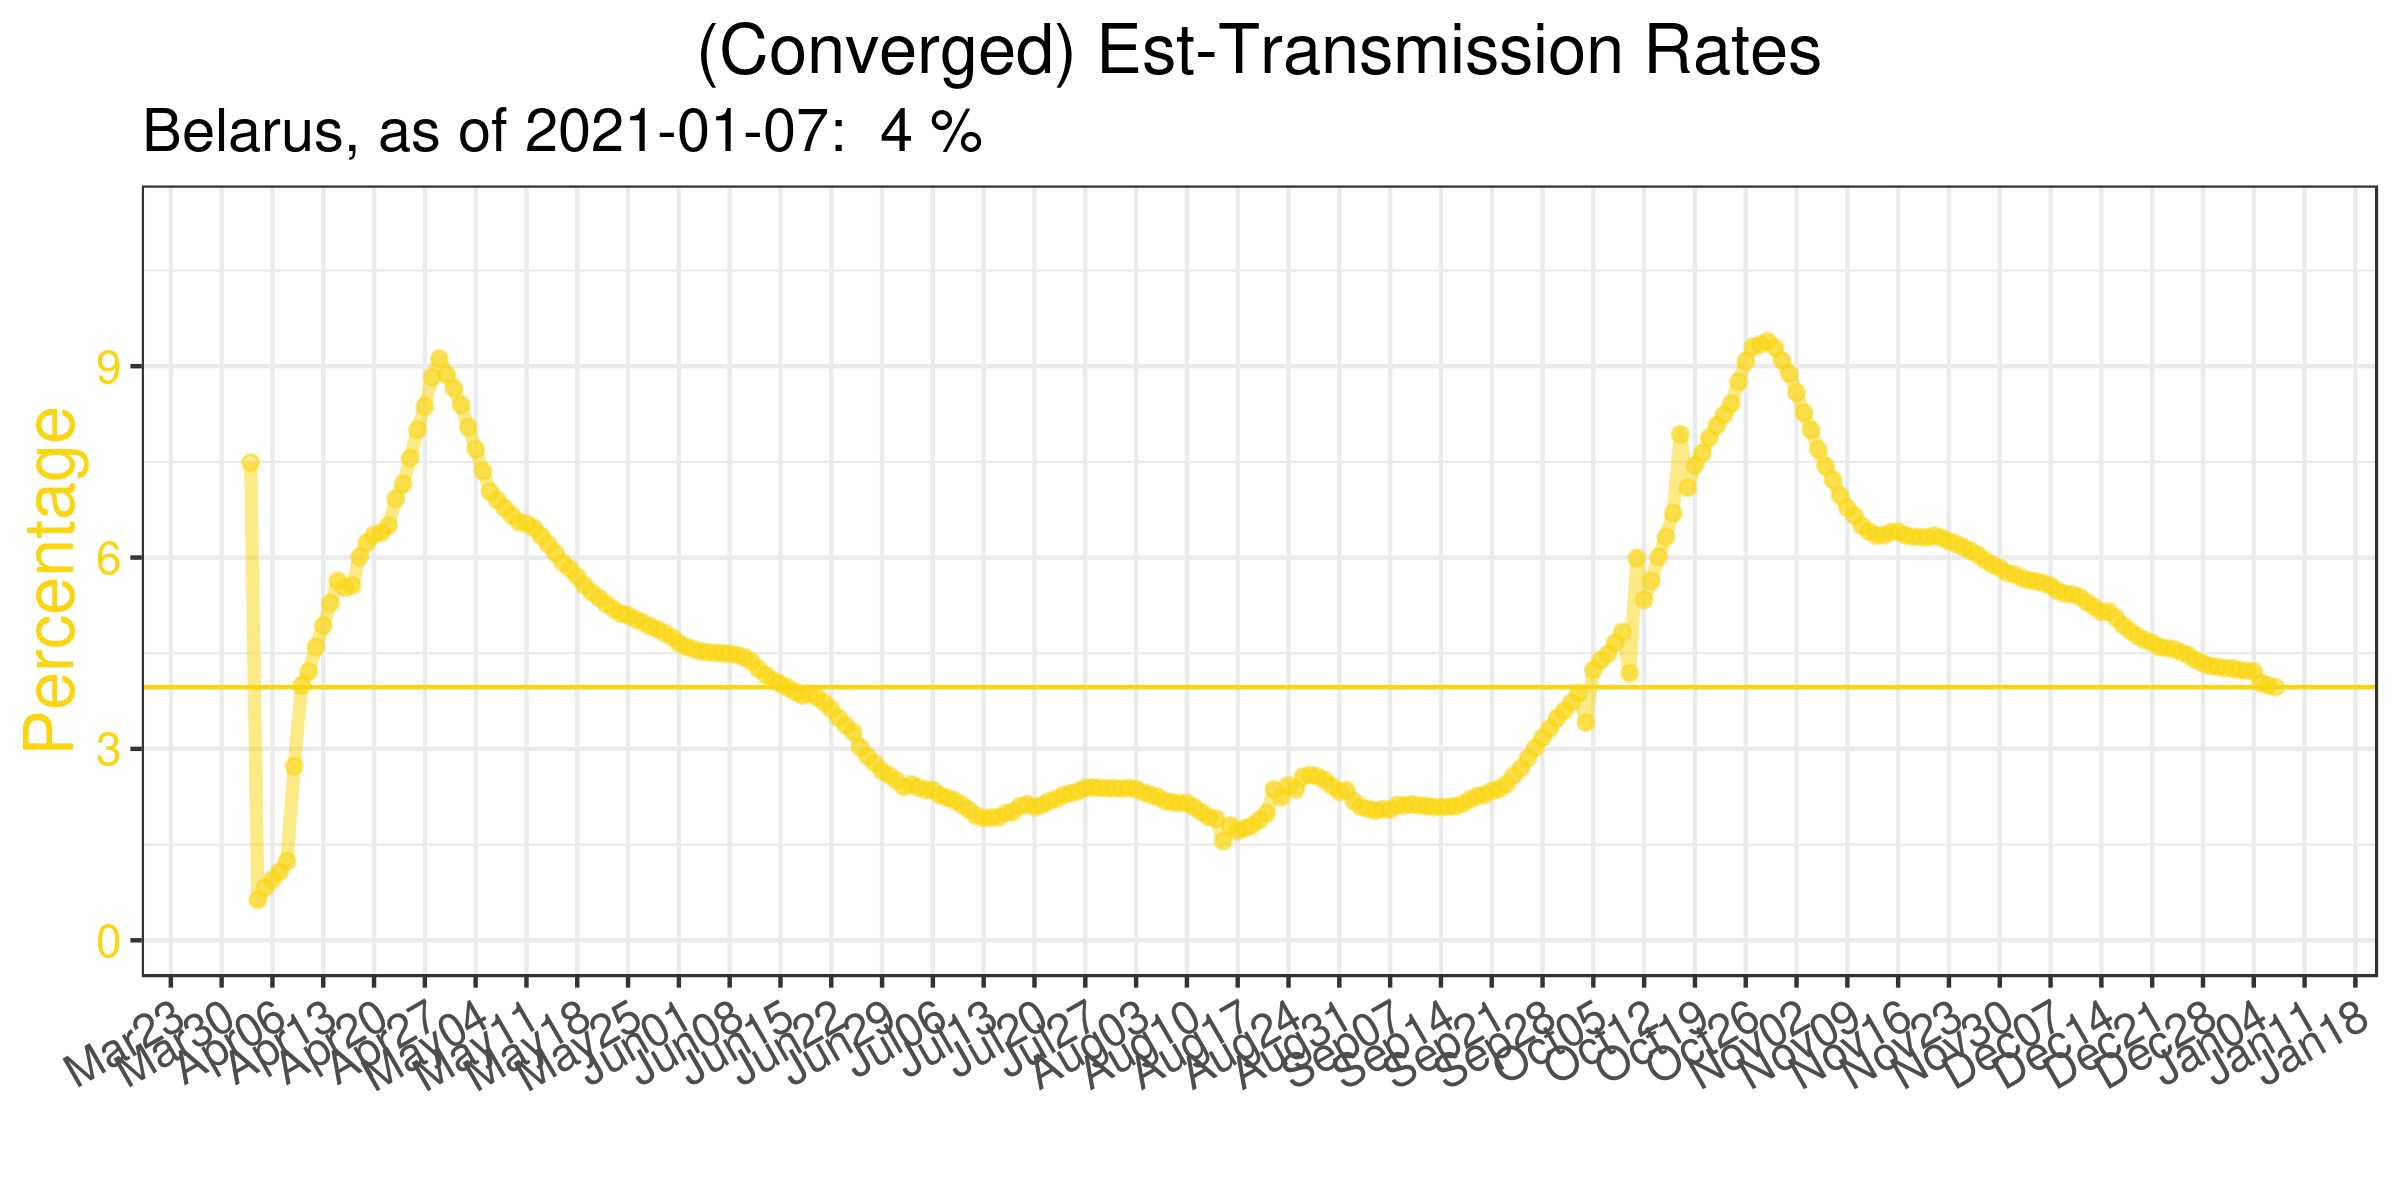 (Converged) Est-Transmission Rates
Belarus, as of 2021-01-07:  4 %
Percentage
9
6
3
0
Mar23
Mar30
Apr06
Apr13
Apr20
Apr27
May04
May11
May18
May25
Jun01
Jun08
Jun15
Jun22
Jun29
Jul06
Jul13
Jul20
Jul27
Aug03
Aug10
Aug17
Aug24
Aug31
Sep07
Sep14
Sep21
Sep28
Oct05
Oct12
Oct19
Oct26
Nov02
Nov09
Nov16
Nov23
Nov30
Dec07
Dec14
Dec21
Dec28
Jan04
Jan11
Jan18